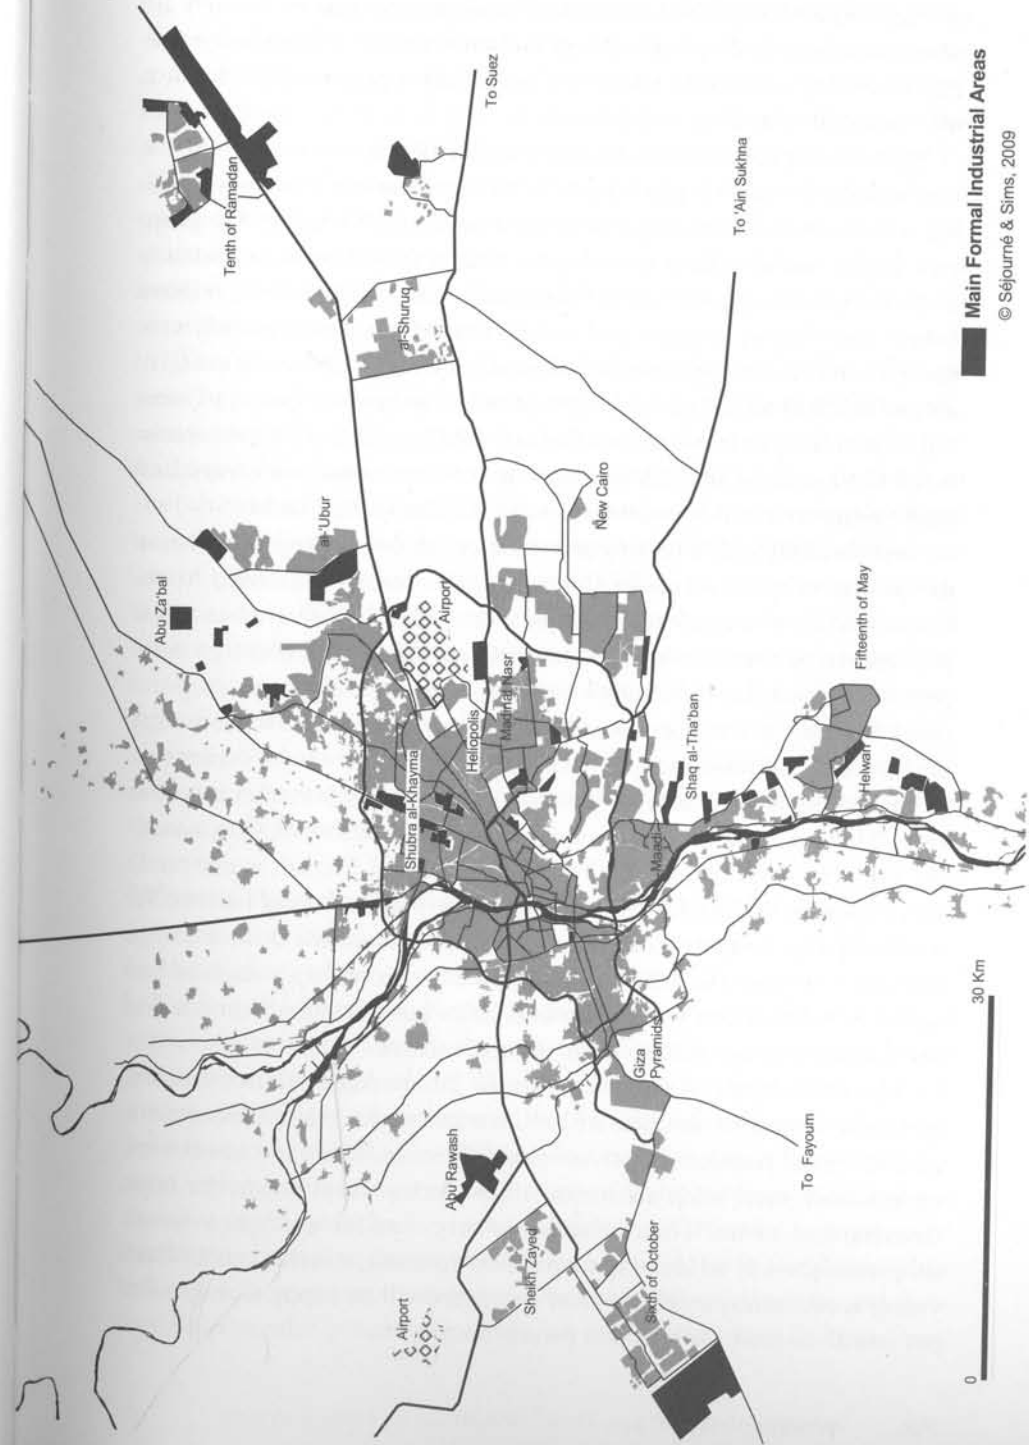 Tenth of Ramadan
To Suez
al-Shuruq
To 'Ain Sukhna
al-'Ubur
Abu Za'bal
New Cairo
Airport
Heliopolis
Madinat Nasr
Shubra al-Khayma
Fifteenth of May
Shaq al-Tha'ban
Helwan
Maadi
Giza
Pyramids
Abu Rawash
To Fayoum
Sheikh Zayed
Sixth of October
Airport
0
30 Km
Main Formal Industrial Areas
© Séjourné & Sims, 2009